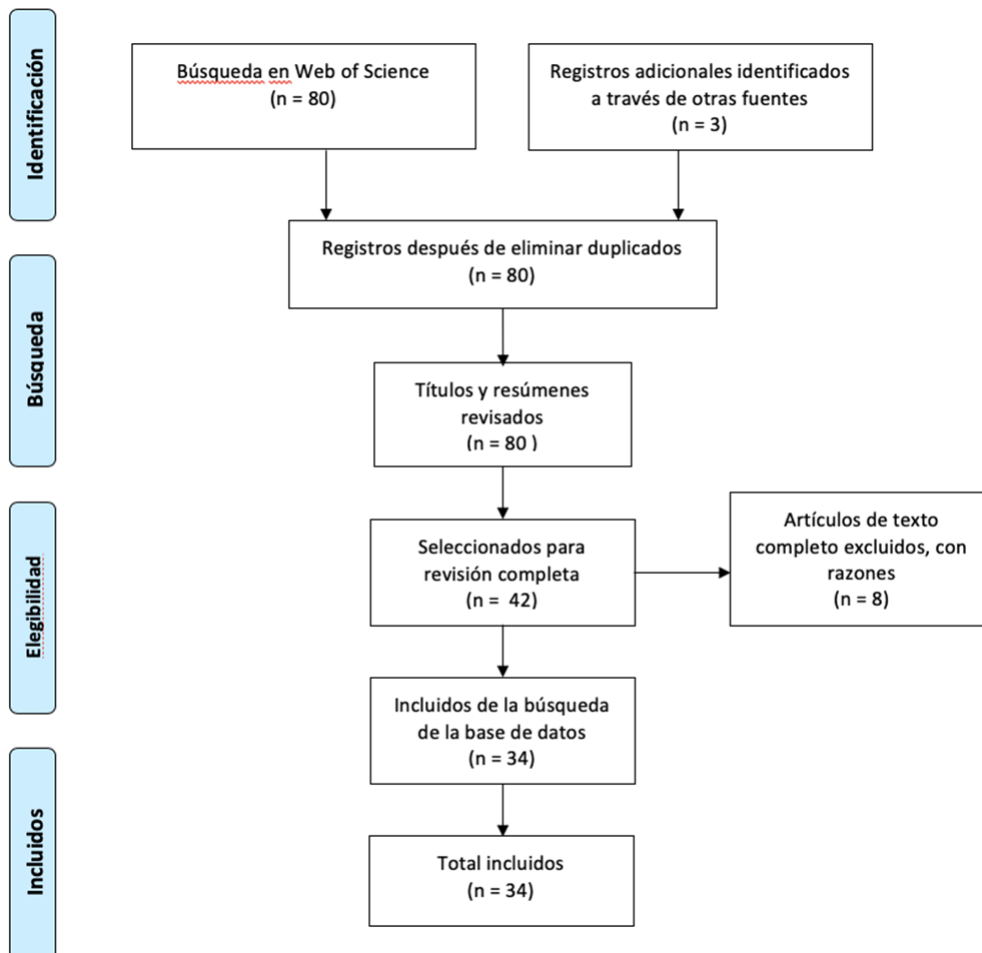 Identificación
Búsqueda en Web of Science
(n = 80)
Registros adicionales identificados
a través de otras fuentes
(n = 3)
Registros después de eliminar duplicados
(n = 80)
Búsqueda
Títulos y resúmenes
revisados
(n = 80 )
Elegibilidad
Seleccionados para
revisión completa
(n =  42)
Artículos de texto
completo excluidos, con
razones
(n = 8)
Incluidos de la búsqueda
de la base de datos
(n = 34)
Incluidos
Total incluidos
(n = 34)